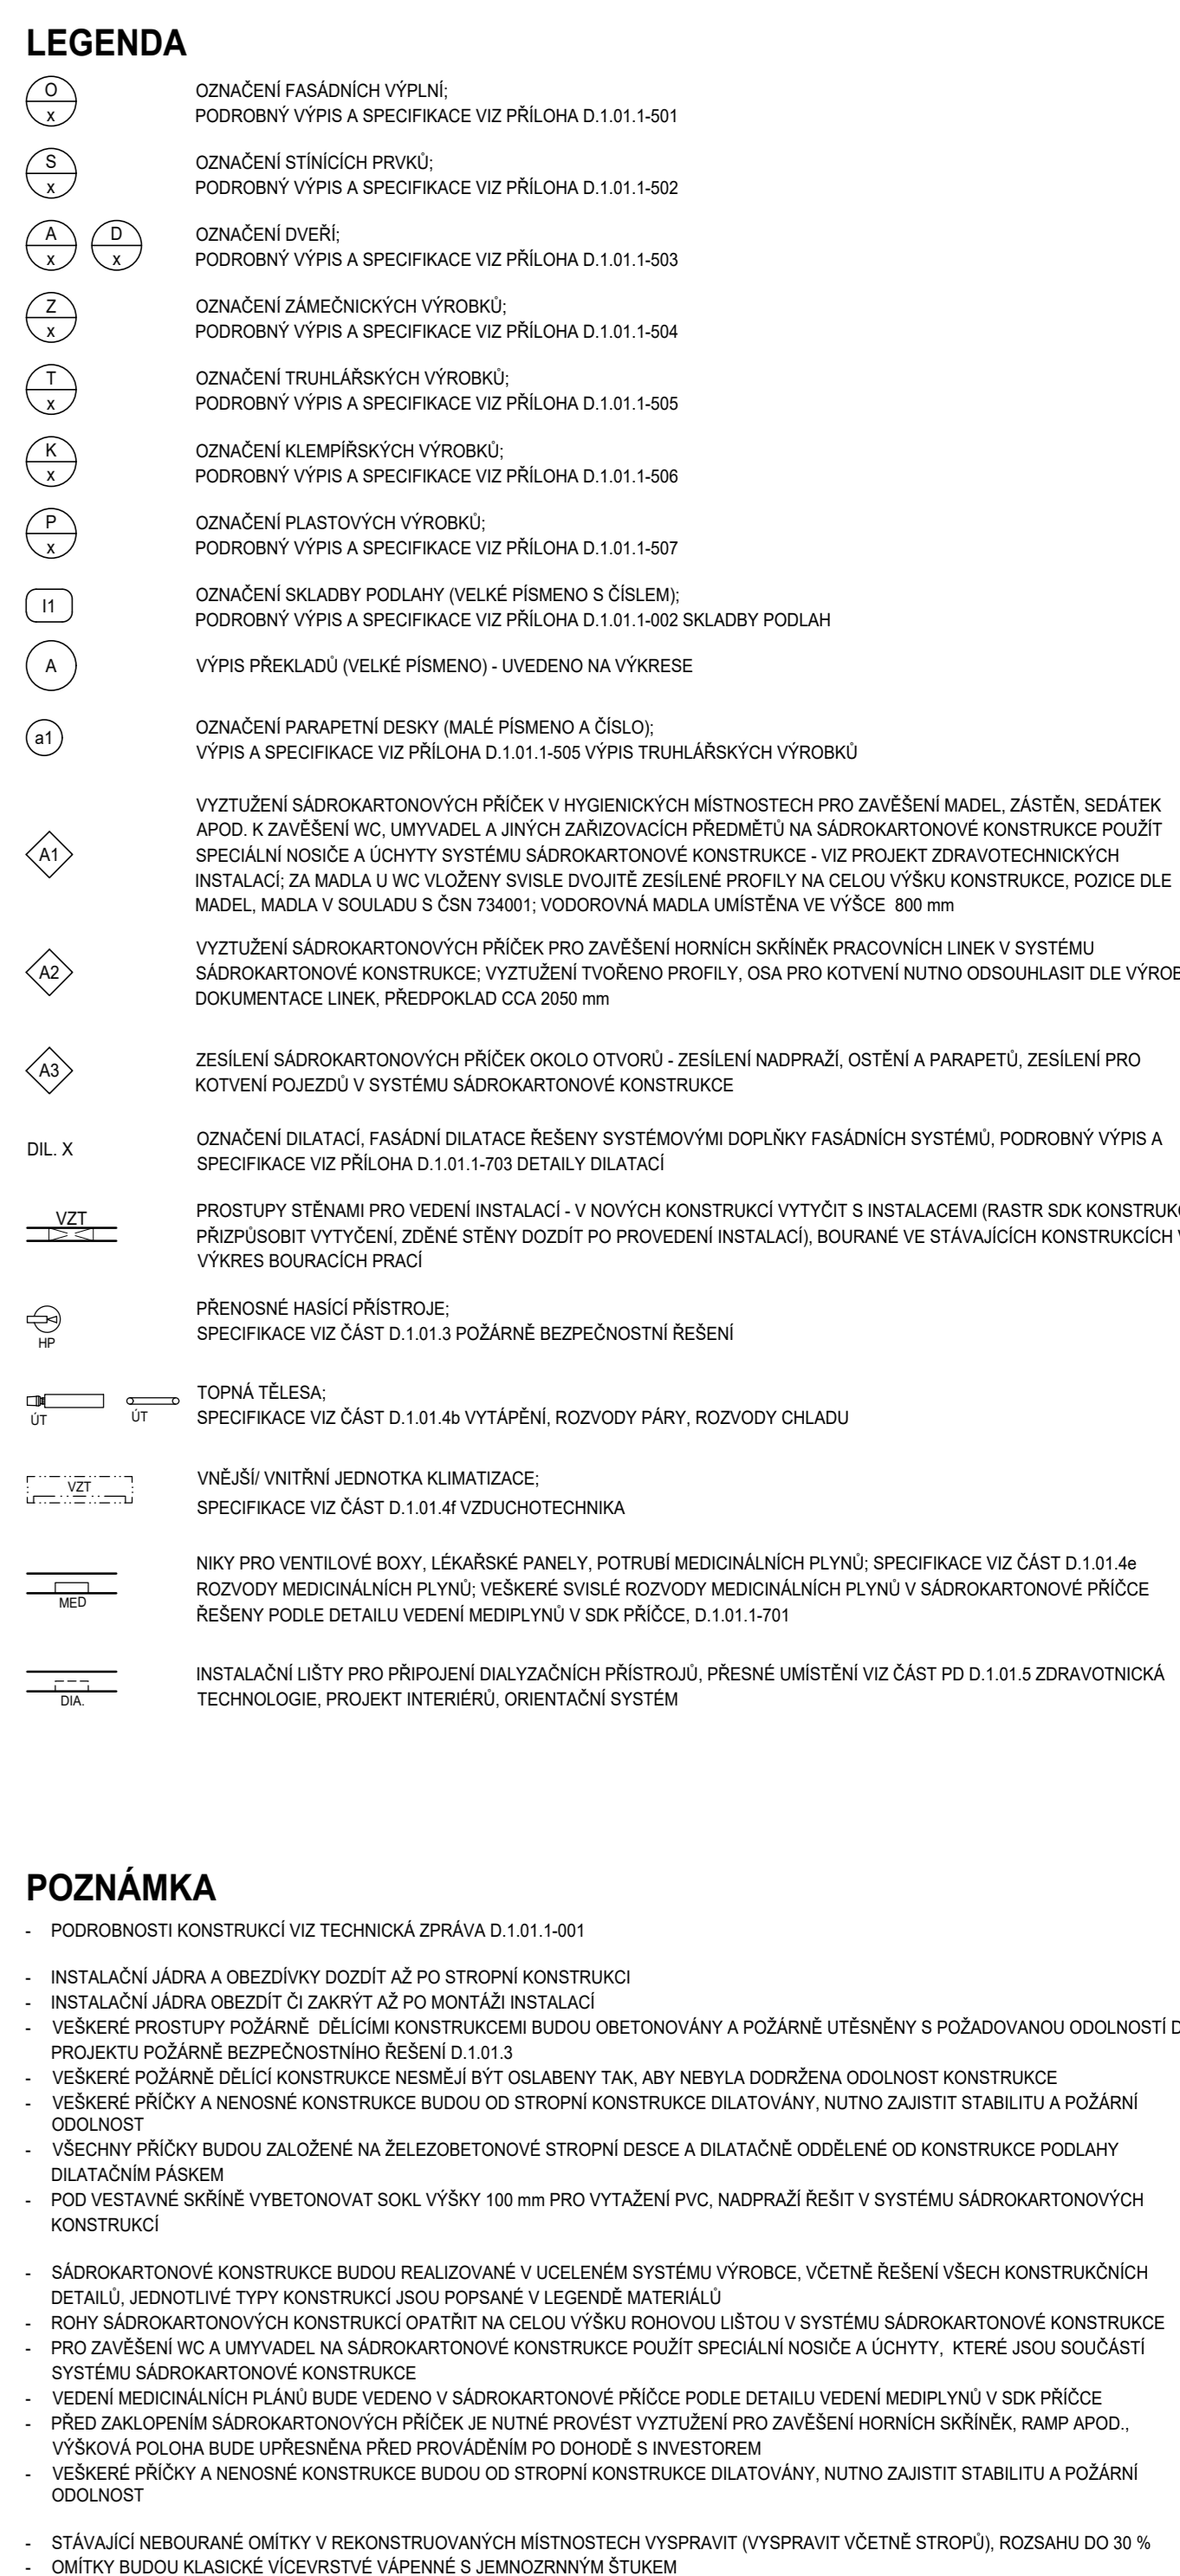 LEGENDA
O
x
OZNAČENÍ FASÁDNÍCH VÝPLNÍ;
PODROBNÝ VÝPIS A SPECIFIKACE VIZ PŘÍLOHA D.1.01.1-501
S
x
OZNAČENÍ STÍNÍCÍCH PRVKŮ;
PODROBNÝ VÝPIS A SPECIFIKACE VIZ PŘÍLOHA D.1.01.1-502
A D
x x
OZNAČENÍ DVEŘÍ;
PODROBNÝ VÝPIS A SPECIFIKACE VIZ PŘÍLOHA D.1.01.1-503
Z
x
OZNAČENÍ ZÁMEČNICKÝCH VÝROBKŮ;
PODROBNÝ VÝPIS A SPECIFIKACE VIZ PŘÍLOHA D.1.01.1-504
T
x
OZNAČENÍ TRUHLÁŘSKÝCH VÝROBKŮ;
PODROBNÝ VÝPIS A SPECIFIKACE VIZ PŘÍLOHA D.1.01.1-505
K
x
OZNAČENÍ KLEMPÍŘSKÝCH VÝROBKŮ;
PODROBNÝ VÝPIS A SPECIFIKACE VIZ PŘÍLOHA D.1.01.1-506
P
x
OZNAČENÍ PLASTOVÝCH VÝROBKŮ;
PODROBNÝ VÝPIS A SPECIFIKACE VIZ PŘÍLOHA D.1.01.1-507
I1
OZNAČENÍ SKLADBY PODLAHY (VELKÉ PÍSMENO S ČÍSLEM);
PODROBNÝ VÝPIS A SPECIFIKACE VIZ PŘÍLOHA D.1.01.1-002 SKLADBY PODLAH
A
VÝPIS PŘEKLADŮ (VELKÉ PÍSMENO) - UVEDENO NA VÝKRESE
a1
OZNAČENÍ PARAPETNÍ DESKY (MALÉ PÍSMENO A ČÍSLO);
VÝPIS A SPECIFIKACE VIZ PŘÍLOHA D.1.01.1-505 VÝPIS TRUHLÁŘSKÝCH VÝROBKŮ
A1
VYZTUŽENÍ SÁDROKARTONOVÝCH PŘÍČEK V HYGIENICKÝCH MÍSTNOSTECH PRO ZAVĚŠENÍ MADEL, ZÁSTĚN, SEDÁTEK
APOD. K ZAVĚŠENÍ WC, UMYVADEL A JINÝCH ZAŘIZOVACÍCH PŘEDMĚTŮ NA SÁDROKARTONOVÉ KONSTRUKCE POUŽÍT
SPECIÁLNÍ NOSIČE A ÚCHYTY SYSTÉMU SÁDROKARTONOVÉ KONSTRUKCE - VIZ PROJEKT ZDRAVOTECHNICKÝCH
INSTALACÍ; ZA MADLA U WC VLOŽENY SVISLE DVOJITĚ ZESÍLENÉ PROFILY NA CELOU VÝŠKU KONSTRUKCE, POZICE DLE
MADEL, MADLA V SOULADU S ČSN 734001; VODOROVNÁ MADLA UMÍSTĚNA VE VÝŠCE 800 mm
A2
VYZTUŽENÍ SÁDROKARTONOVÝCH PŘÍČEK PRO ZAVĚŠENÍ HORNÍCH SKŘÍNĚK PRACOVNÍCH LINEK V SYSTÉMU
SÁDROKARTONOVÉ KONSTRUKCE; VYZTUŽENÍ TVOŘENO PROFILY, OSA PRO KOTVENÍ NUTNO ODSOUHLASIT DLE VÝROB
DOKUMENTACE LINEK, PŘEDPOKLAD CCA 2050 mm
A3
ZESÍLENÍ SÁDROKARTONOVÝCH PŘÍČEK OKOLO OTVORŮ - ZESÍLENÍ NADPRAŽÍ, OSTĚNÍ A PARAPETŮ, ZESÍLENÍ PRO
KOTVENÍ POJEZDŮ V SYSTÉMU SÁDROKARTONOVÉ KONSTRUKCE
DIL. X
OZNAČENÍ DILATACÍ, FASÁDNÍ DILATACE ŘEŠENY SYSTÉMOVÝMI DOPLŇKY FASÁDNÍCH SYSTÉMŮ, PODROBNÝ VÝPIS A
SPECIFIKACE VIZ PŘÍLOHA D.1.01.1-703 DETAILY DILATACÍ
VZT
PROSTUPY STĚNAMI PRO VEDENÍ INSTALACÍ - V NOVÝCH KONSTRUKCÍ VYTYČIT S INSTALACEMI (RASTR SDK KONSTRUK
PŘIZPŮSOBIT VYTYČENÍ, ZDĚNÉ STĚNY DOZDÍT PO PROVEDENÍ INSTALACÍ), BOURANÉ VE STÁVAJÍCÍCH KONSTRUKCÍCH
VÝKRES BOURACÍCH PRACÍ
HP
PŘENOSNÉ HASÍCÍ PŘÍSTROJE;
SPECIFIKACE VIZ ČÁST D.1.01.3 POŽÁRNĚ BEZPEČNOSTNÍ ŘEŠENÍ
ÚT ÚT
TOPNÁ TĚLESA;
SPECIFIKACE VIZ ČÁST D.1.01.4b VYTÁPĚNÍ, ROZVODY PÁRY, ROZVODY CHLADU
VZT
VNĚJŠÍ/ VNITŘNÍ JEDNOTKA KLIMATIZACE;
SPECIFIKACE VIZ ČÁST D.1.01.4f VZDUCHOTECHNIKA
MED
NIKY PRO VENTILOVÉ BOXY, LÉKAŘSKÉ PANELY, POTRUBÍ MEDICINÁLNÍCH PLYNŮ; SPECIFIKACE VIZ ČÁST D.1.01.4e
ROZVODY MEDICINÁLNÍCH PLYNŮ; VEŠKERÉ SVISLÉ ROZVODY MEDICINÁLNÍCH PLYNŮ V SÁDROKARTONOVÉ PŘÍČCE
ŘEŠENY PODLE DETAILU VEDENÍ MEDIPLYNŮ V SDK PŘÍČCE, D.1.01.1-701
DIA.
INSTALAČNÍ LIŠTY PRO PŘIPOJENÍ DIALYZAČNÍCH PŘÍSTROJŮ, PŘESNÉ UMÍSTĚNÍ VIZ ČÁST PD D.1.01.5 ZDRAVOTNICKÁ
TECHNOLOGIE, PROJEKT INTERIÉRŮ, ORIENTAČNÍ SYSTÉM
POZNÁMKA
- PODROBNOSTI KONSTRUKCÍ VIZ TECHNICKÁ ZPRÁVA D.1.01.1-001
- INSTALAČNÍ JÁDRA A OBEZDÍVKY DOZDÍT AŽ PO STROPNÍ KONSTRUKCI
- INSTALAČNÍ JÁDRA OBEZDÍT ČI ZAKRÝT AŽ PO MONTÁŽI INSTALACÍ
- VEŠKERÉ PROSTUPY POŽÁRNĚ DĚLÍCÍMI KONSTRUKCEMI BUDOU OBETONOVÁNY A POŽÁRNĚ UTĚSNĚNY S POŽADOVANOU ODOLNOSTÍ D
PROJEKTU POŽÁRNĚ BEZPEČNOSTNÍHO ŘEŠENÍ D.1.01.3
- VEŠKERÉ POŽÁRNĚ DĚLÍCÍ KONSTRUKCE NESMĚJÍ BÝT OSLABENY TAK, ABY NEBYLA DODRŽENA ODOLNOST KONSTRUKCE
- VEŠKERÉ PŘÍČKY A NENOSNÉ KONSTRUKCE BUDOU OD STROPNÍ KONSTRUKCE DILATOVÁNY, NUTNO ZAJISTIT STABILITU A POŽÁRNÍ
ODOLNOST
- VŠECHNY PŘÍČKY BUDOU ZALOŽENÉ NA ŽELEZOBETONOVÉ STROPNÍ DESCE A DILATAČNĚ ODDĚLENÉ OD KONSTRUKCE PODLAHY
DILATAČNÍM PÁSKEM
- POD VESTAVNÉ SKŘÍNĚ VYBETONOVAT SOKL VÝŠKY 100 mm PRO VYTAŽENÍ PVC, NADPRAŽÍ ŘEŠIT V SYSTÉMU SÁDROKARTONOVÝCH
KONSTRUKCÍ
- SÁDROKARTONOVÉ KONSTRUKCE BUDOU REALIZOVANÉ V UCELENÉM SYSTÉMU VÝROBCE, VČETNĚ ŘEŠENÍ VŠECH KONSTRUKČNÍCH
DETAILŮ, JEDNOTLIVÉ TYPY KONSTRUKCÍ JSOU POPSANÉ V LEGENDĚ MATERIÁLŮ
- ROHY SÁDROKARTONOVÝCH KONSTRUKCÍ OPATŘIT NA CELOU VÝŠKU ROHOVOU LIŠTOU V SYSTÉMU SÁDROKARTONOVÉ KONSTRUKCE
- PRO ZAVĚŠENÍ WC A UMYVADEL NA SÁDROKARTONOVÉ KONSTRUKCE POUŽÍT SPECIÁLNÍ NOSIČE A ÚCHYTY, KTERÉ JSOU SOUČÁSTÍ
SYSTÉMU SÁDROKARTONOVÉ KONSTRUKCE
- VEDENÍ MEDICINÁLNÍCH PLÁNŮ BUDE VEDENO V SÁDROKARTONOVÉ PŘÍČCE PODLE DETAILU VEDENÍ MEDIPLYNŮ V SDK PŘÍČCE
- PŘED ZAKLOPENÍM SÁDROKARTONOVÝCH PŘÍČEK JE NUTNÉ PROVÉST VYZTUŽENÍ PRO ZAVĚŠENÍ HORNÍCH SKŘÍNĚK, RAMP APOD.,
VÝŠKOVÁ POLOHA BUDE UPŘESNĚNA PŘED PROVÁDĚNÍM PO DOHODĚ S INVESTOREM
- VEŠKERÉ PŘÍČKY A NENOSNÉ KONSTRUKCE BUDOU OD STROPNÍ KONSTRUKCE DILATOVÁNY, NUTNO ZAJISTIT STABILITU A POŽÁRNÍ
ODOLNOST
- STÁVAJÍCÍ NEBOURANÉ OMÍTKY V REKONSTRUOVANÝCH MÍSTNOSTECH VYSPRAVIT (VYSPRAVIT VČETNĚ STROPŮ), ROZSAHU DO 30 %
- OMÍTKY BUDOU KLASICKÉ VÍCEVRSTVÉ VÁPENNÉ S JEMNOZRNNÝM ŠTUKEM